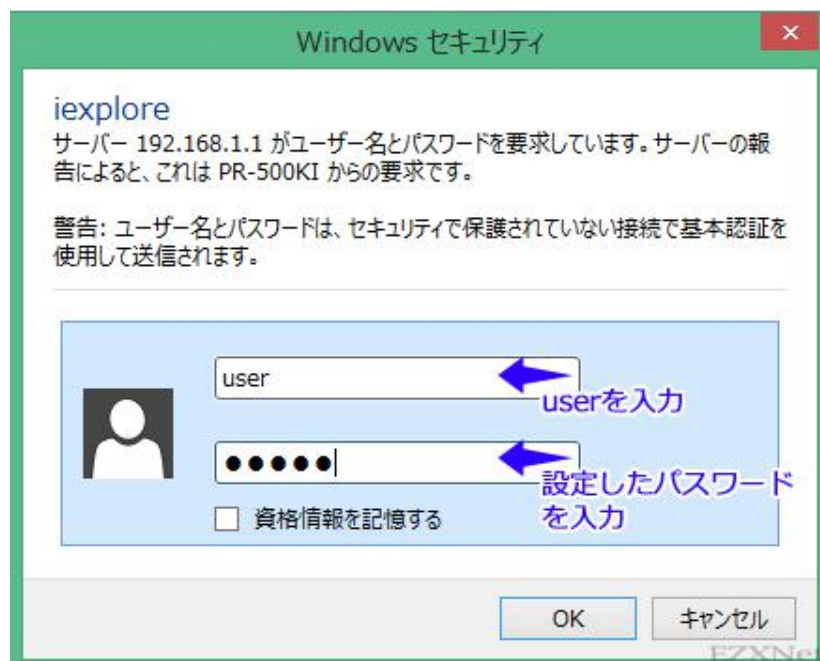 Windows セキュリティ
iexplore
サーバー 192.168.1.1 がユーザー名とパスワードを要求しています。サーバーの報
告によると、これは PR-500KI からの要求です。
警告: ユーザー名とパスワードは、セキュリティで保護されていない接続で基本認証を
使用して送信されます。
user
userを入力
●●●●●
設定したパスワード
を入力
資格情報を記憶する
OK
キャンセル
FZXNet